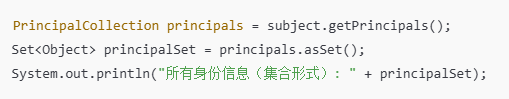 PrincipalCollection principals = subject.getPrincipals();
Set<Object> principalSet = principals.asSet();
System.out.println("所有身份信息（集合形式）: " + principalSet);